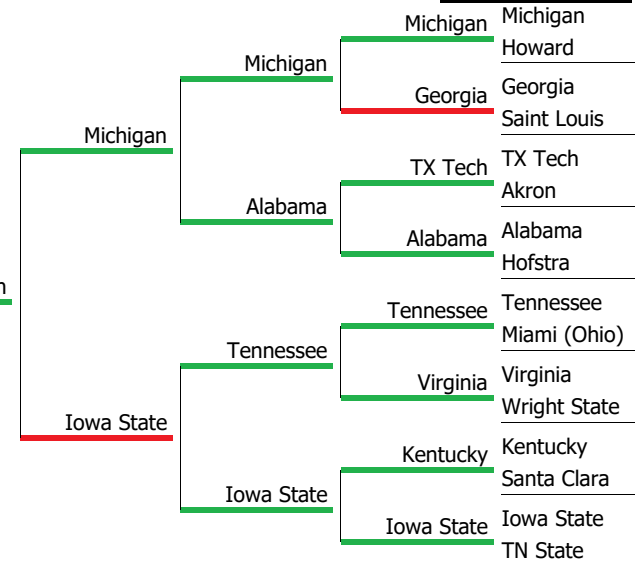 Michigan
Michigan
Howard
Michigan
Georgia
Georgia
Saint Louis
Michigan
TX Tech
TX Tech
Akron
Alabama
Alabama
Alabama
Hofstra
n
Tennessee
Tennessee
Miami (Ohio)
Tennessee
Virginia
Virginia
Wright State
Iowa State
Kentucky
Kentucky
Santa Clara
Iowa State
Iowa State
Iowa State
TN State